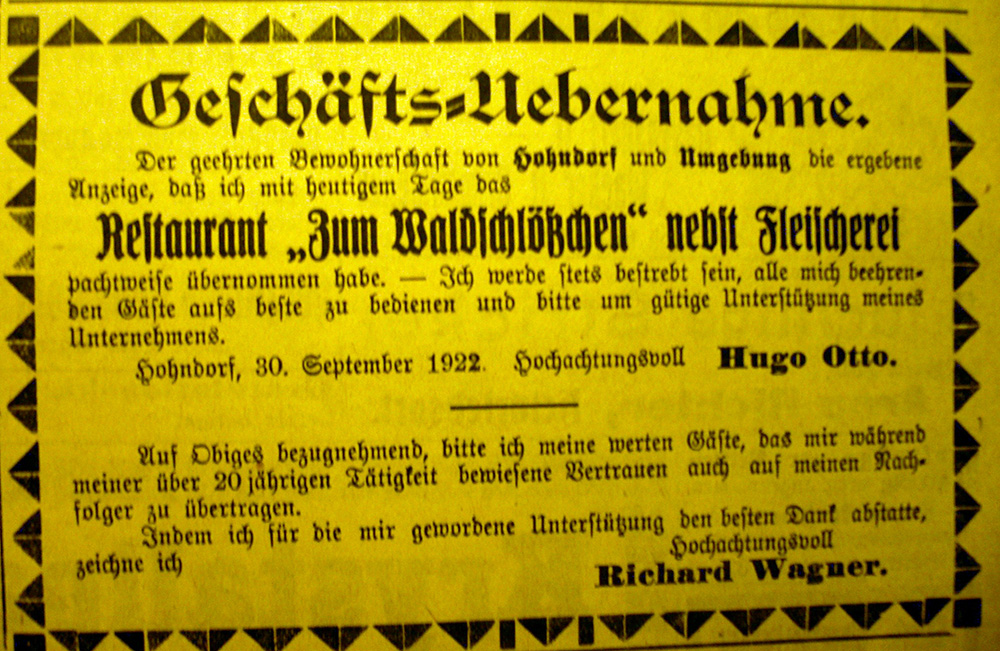 Geschäfts-Uebernahme.
Der geehrten Bewohnerschaft von Hohndorf und Umgebung die ergebene
Anzeige, daß ich mit heutigem Tage das
Restaurant „Zum Waldschlößchen“ nebst Fleischerei
pachtweise übernommen habe. — Ich werde stets bestrebt sein, alle mich beehren-
den Gäste aufs beste zu bedienen und bitte um gütige Unterstützung meines
Unternehmens.
Hohndorf, 30. September 1922. Hochachtungsvoll Hugo Otto.
Auf Obiges bezugnehmend, bitte ich meine werten Gäste, das mir während
meiner über 20 jährigen Tätigkeit bewiesene Vertrauen auch auf meinen Nach-
folger zu übertragen.
Indem ich für die mir gewordene Unterstützung den besten Dank abstatte,
zeichne ich Hochachtungsvoll
Richard Wagner.